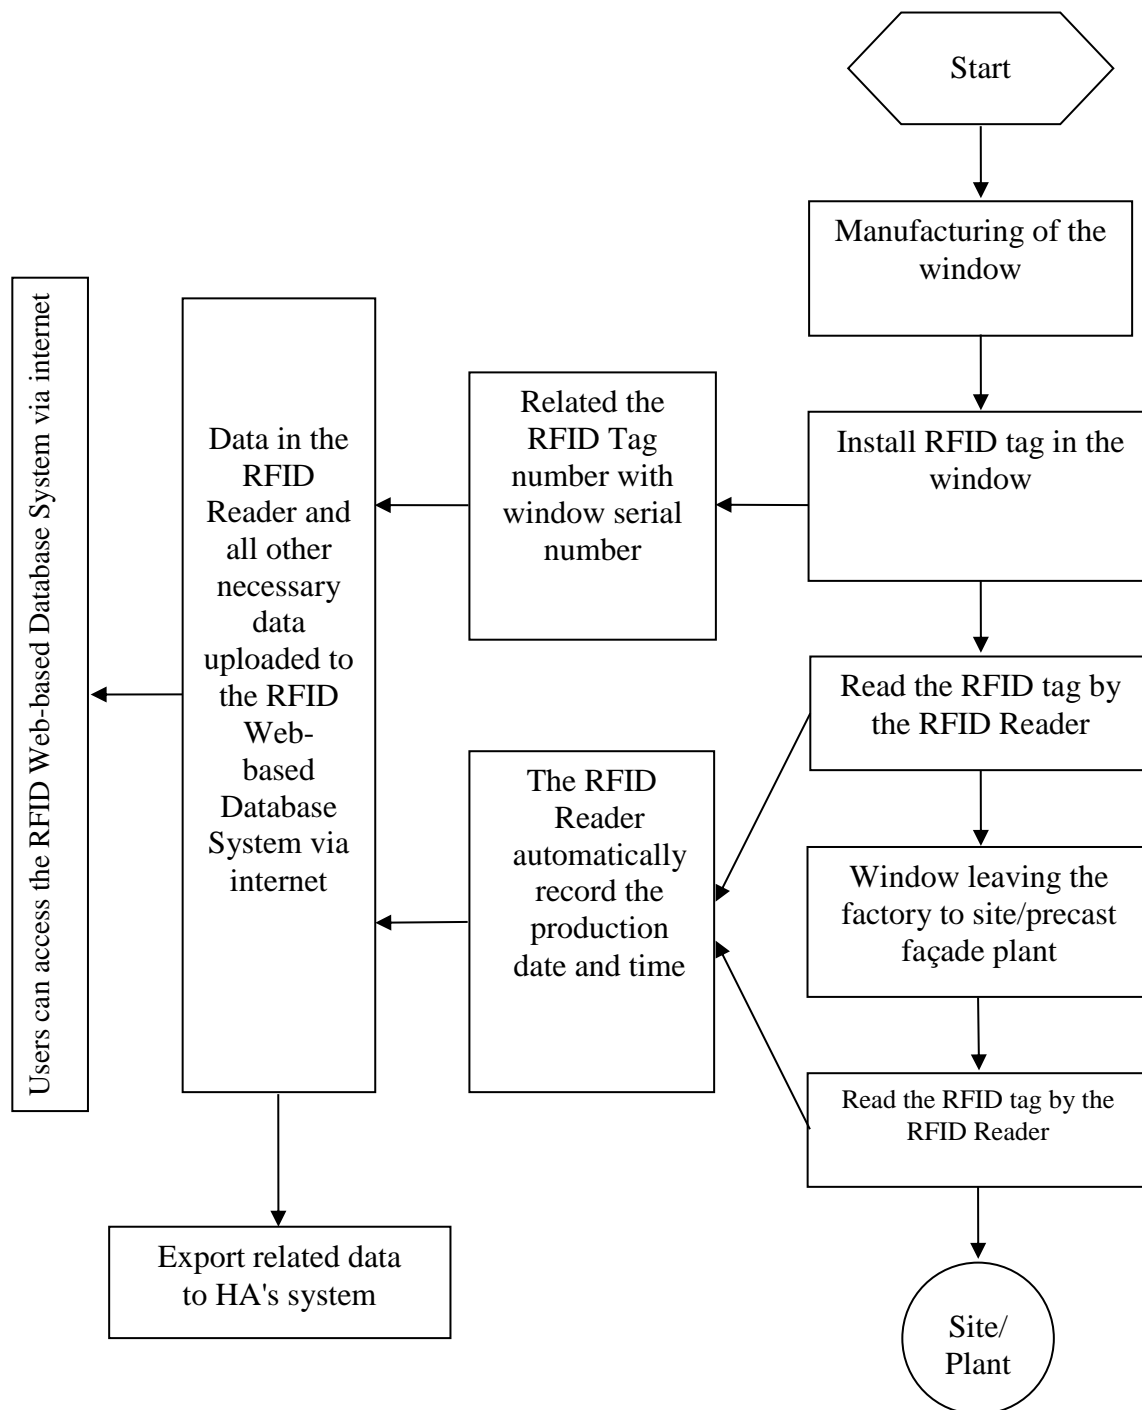 Start
Manufacturing of the
window
Install RFID tag in the
window
Related the
RFID Tag
number with
window serial
number
Data in the
RFID
Reader and
all other
necessary
data
uploaded to
the RFID
Web-
based
Database
System via
internet
Users can access the RFID Web-based Database System via internet
Read the RFID tag by
the RFID Reader
The RFID
Reader
automatically
record the
production
date and time
Window leaving the
factory to site/precast
façade plant
Read the RFID tag by the
RFID Reader
Export related data
to HA's system
Site/
Plant